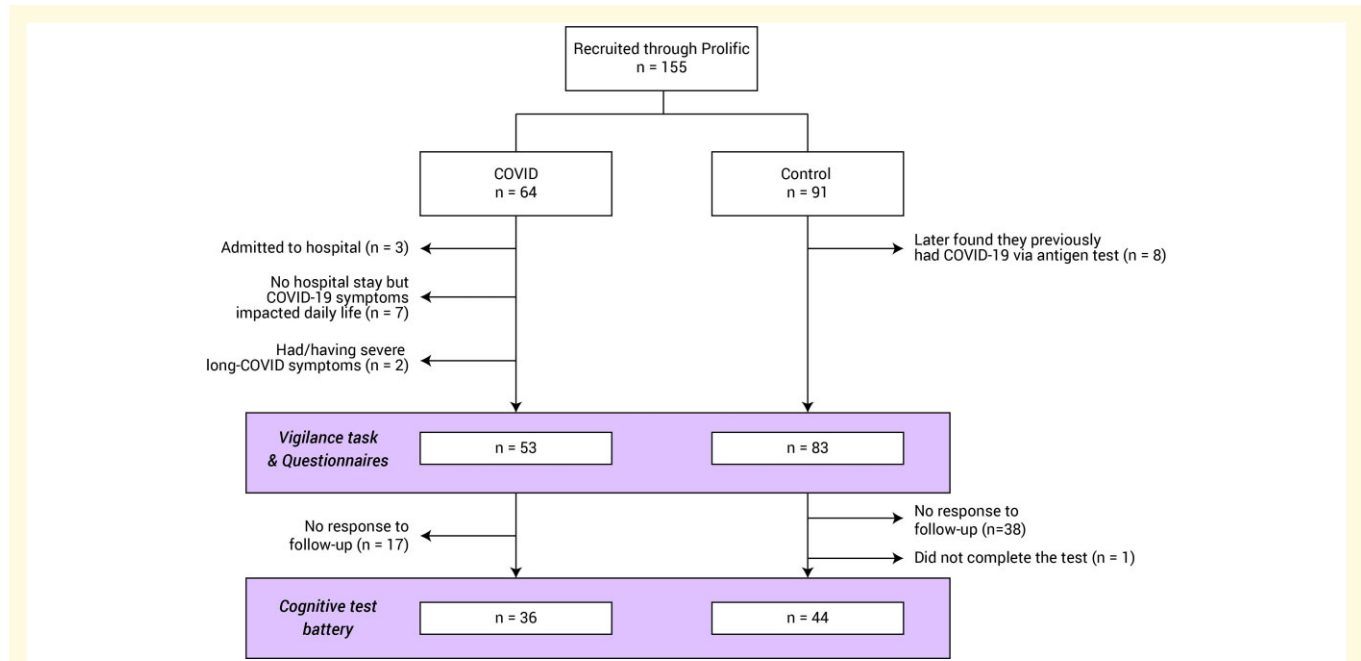 Recruited through Prolific
n = 155
COVID
n = 64
Control
n = 91
Admitted to hospital (n = 3)
Later found they previously
had COVID-19 via antigen test (n = 8)
No hospital stay but
COVID-19 symptoms
impacted daily life (n = 7)
Had/having severe
long-COVID symptoms (n = 2)
Vigilance task
& Questionnaires
n = 53
n = 83
No response to
follow-up (n = 17)
No response to
follow-up (n=38)
Did not complete the test (n = 1)
Cognitive test
battery
n = 36
n = 44